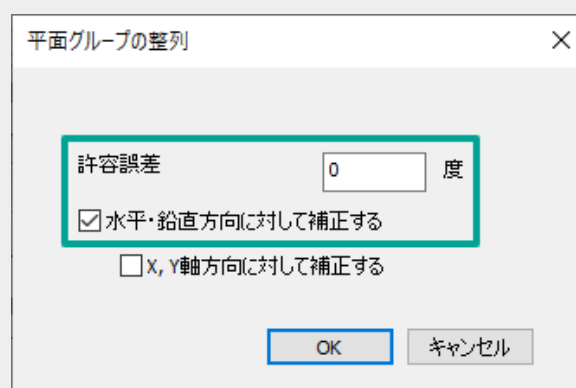 平面グループの整列
許容誤差 0 度
水平・鉛直方向に対して補正する
X, Y軸方向に対して補正する
OK キャンセル